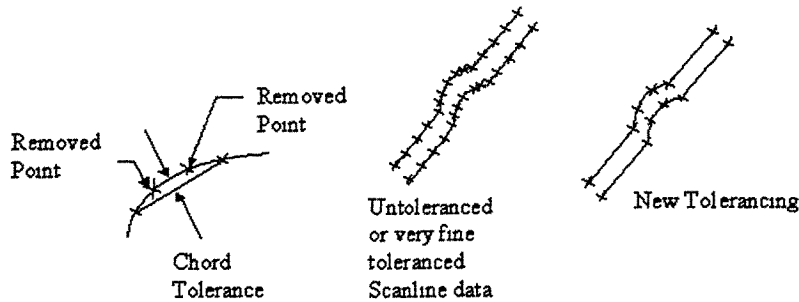 Removed
Point
Removed
Point
Chord
Tolerance
Untoleranced
or very fine
toleranced
Scanline data
New Tolerancing